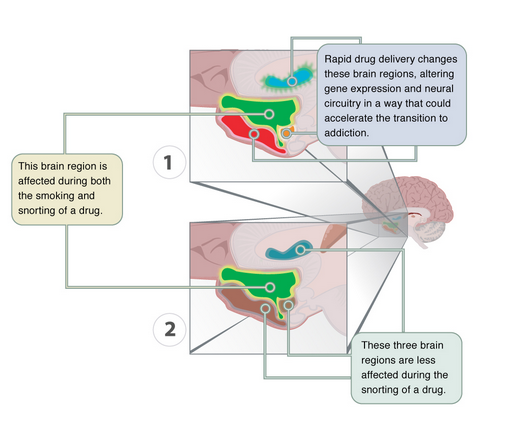 Rapid drug delivery changes
these brain regions, altering
gene expression and neural
circuitry in a way that could
accelerate the transition to
addiction.
1
This brain region is
affected during both
the smoking and
snorting of a drug.
2
These three brain
regions are less
affected during the
snorting of a drug.